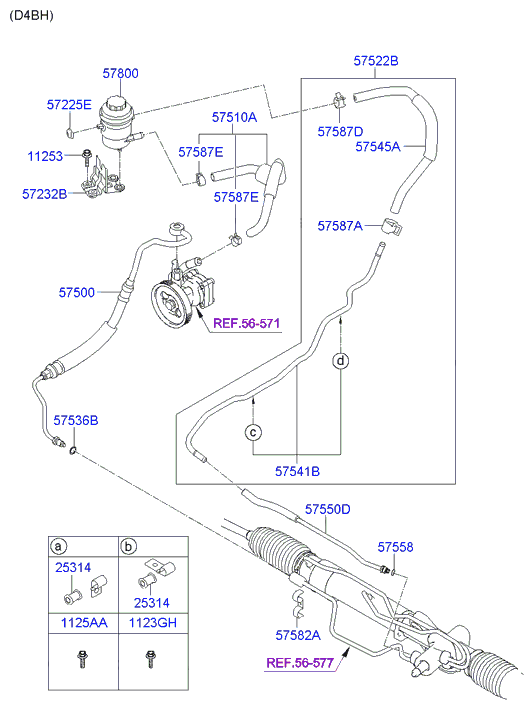 (D4BH)
57522B
57800
57225E
57510A
57587D
57545A
11253
57587E
57232B
57587E
57587A
57500
REF.56-571
d
57536B
c
57541B
57550D
a
b
57558
25314
25314
1125AA
1123GH
57582A
REF.56-577